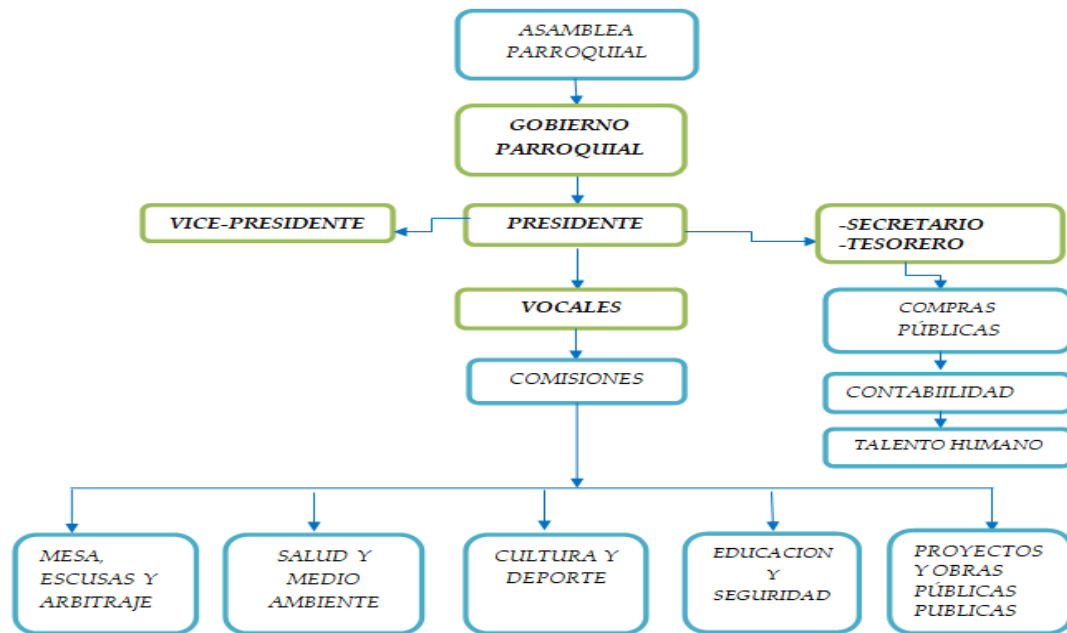 ASAMBLEA
PARROQUIAL
GOBIERNO
PARROQUIAL
VICE-PRESIDENTE
PRESIDENTE
-SECRETARIO
-TESORERO
VOCALES
COMPRAS
PÚBLICAS
COMISIONES
CONTABIILIDAD
TALENTO HUMANO
MESA,
ESCUSAS Y
ARBITRAJE
SALUD Y
MEDIO
AMBIENTE
CULTURA Y
DEPORTE
EDUCACION
Y
SEGURIDAD
PROYECTOS
Y OBRAS
PÚBLICAS
PUBLICAS